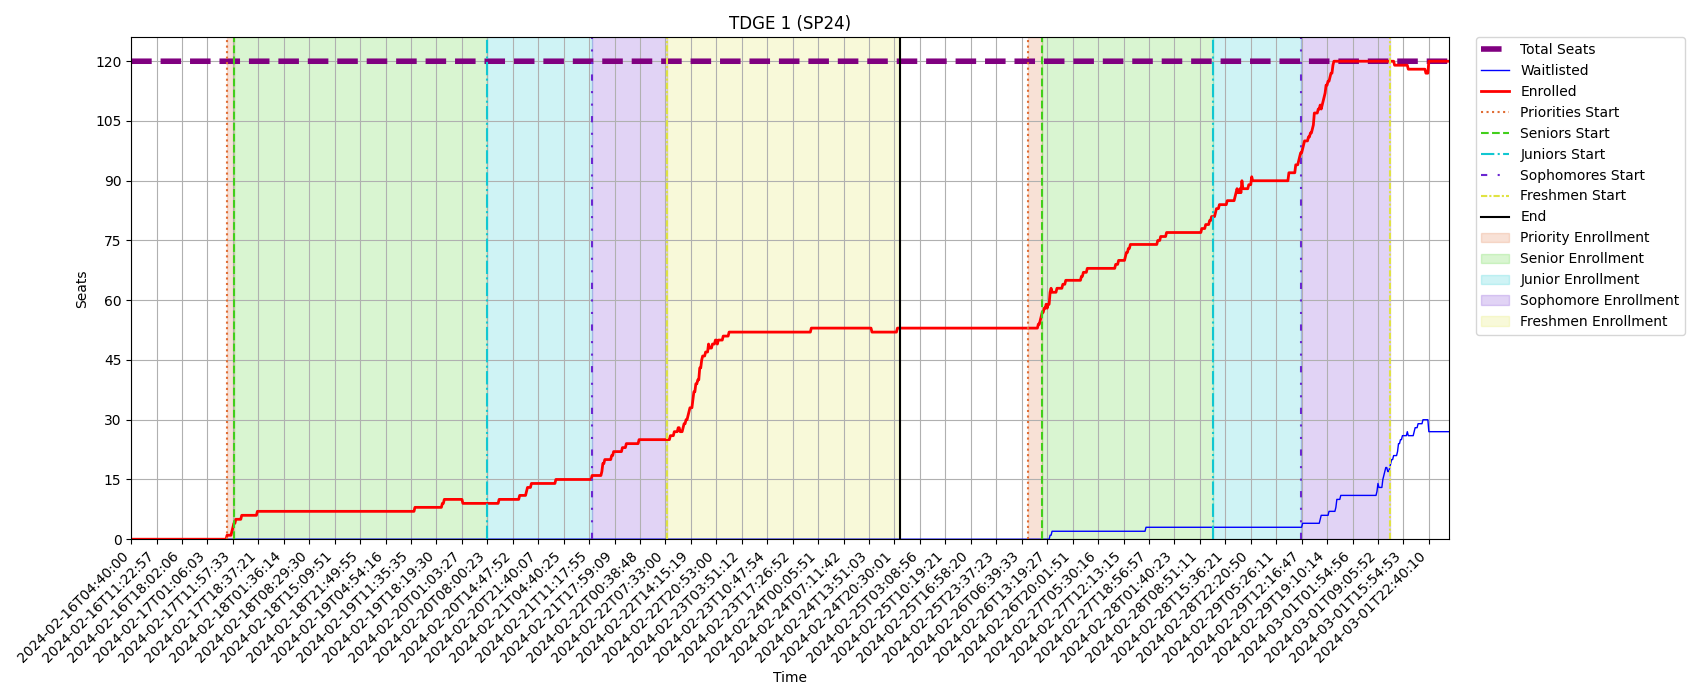 TDGE 1 (SP24)
Total Seats
Waitlisted
Enrolled
Priorities Start
Seniors Start
Juniors Start
Sophomores Start
Freshmen Start
End
Priority Enrollment
Senior Enrollment
Junior Enrollment
Sophomore Enrollment
Freshmen Enrollment
Seats
120
105
90
75
60
45
30
15
0
2024-02-16T04:40:00
2024-02-16T11:22:57
2024-02-16T18:02:06
2024-02-17T01:06:03
2024-02-17T11:57:33
2024-02-17T18:37:21
2024-02-18T01:36:14
2024-02-18T08:29:30
2024-02-18T15:09:51
2024-02-18T21:49:55
2024-02-19T04:54:16
2024-02-19T11:35:35
2024-02-19T18:19:30
2024-02-20T01:03:27
2024-02-20T08:00:23
2024-02-20T14:47:52
2024-02-20T21:40:07
2024-02-21T04:40:25
2024-02-21T11:17:55
2024-02-21T17:59:09
2024-02-22T00:38:48
2024-02-22T07:33:00
2024-02-22T14:15:19
2024-02-22T20:53:00
2024-02-23T03:51:12
2024-02-23T10:47:54
2024-02-23T17:26:52
2024-02-24T00:05:51
2024-02-24T07:11:42
2024-02-24T13:51:03
2024-02-24T20:30:01
2024-02-25T03:08:56
2024-02-25T10:19:21
2024-02-25T16:58:20
2024-02-25T23:37:23
2024-02-26T06:39:33
2024-02-26T13:19:27
2024-02-26T20:01:51
2024-02-27T05:30:16
2024-02-27T12:13:15
2024-02-27T18:56:57
2024-02-28T01:40:23
2024-02-28T08:51:11
2024-02-28T15:36:21
2024-02-28T22:20:50
2024-02-29T05:26:11
2024-02-29T12:16:47
2024-02-29T19:10:14
2024-03-01T01:54:56
2024-03-01T09:05:52
2024-03-01T15:54:53
2024-03-01T22:40:10
Time